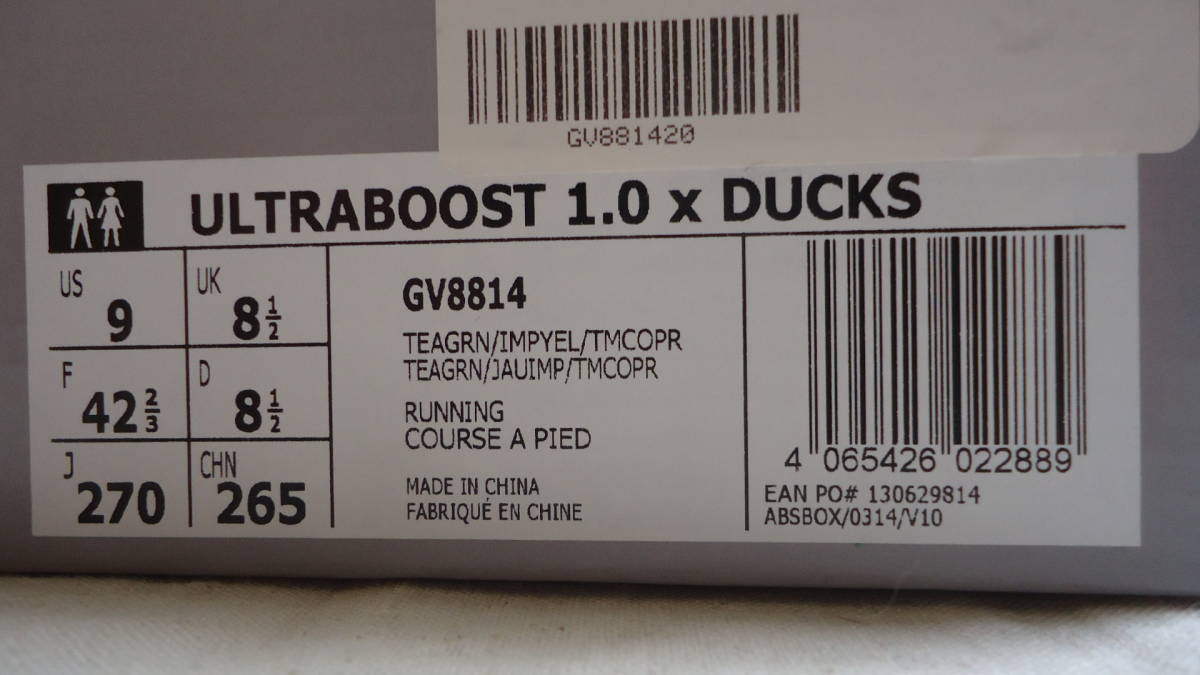 GV881420
ULTRABOOST 1.0 x DUCKS
US 9
UK 8 1/2
F 42 2/3
D 8 1/2
J 270
CHN 265
GV8814
TEAGRN/IMPYEL/TMCOPR
TEAGRN/JAUIMP/TMCOPR
RUNNING
COURSE A PIED
MADE IN CHINA
FABRIQUÉ EN CHINE
4 065426 022889
EAN PO# 130629814
ABSBOX/0314/V10